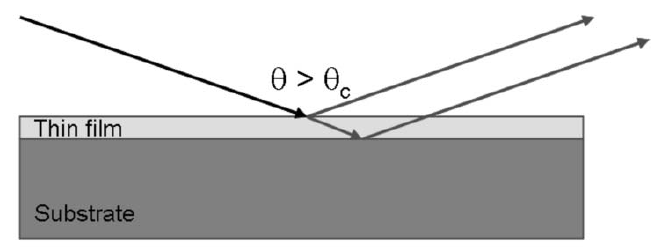 θ > θc
Thin film
Substrate